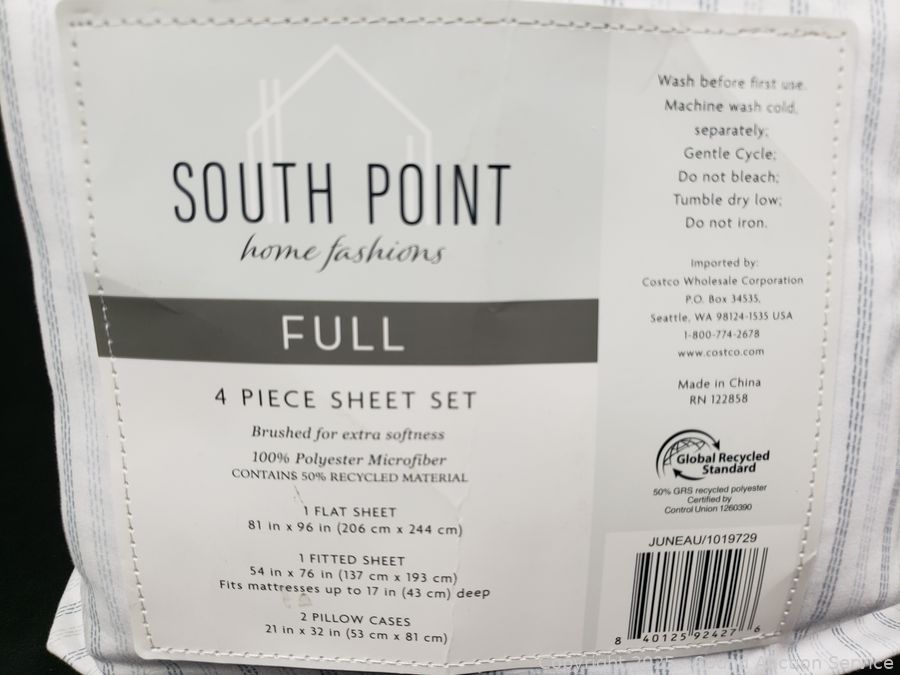 SOUTH POINT
home fashions
FULL
4 PIECE SHEET SET
Brushed for extra softness
100% Polyester Microfiber
CONTAINS 50% RECYCLED MATERIAL
1 FLAT SHEET
81 in x 96 in (206 cm x 244 cm)
1 FITTED SHEET
54 in x 76 in (137 cm x 193 cm)
Fits mattresses up to 17 in (43 cm) deep
2 PILLOW CASES
21 in x 32 in (53 cm x 81 cm)
Wash before first use.
Machine wash cold,
separately;
Gentle Cycle;
Do not bleach;
Tumble dry low;
Do not iron.
Imported by:
Costco Wholesale Corporation
P.O. Box 34535,
Seattle, WA 98124-1535 USA
1-800-774-2678
www.costco.com
Made in China
RN 122858
Global Recycled
Standard
50% GRS recycled polyester
Certified by
Control Union 1260390
JUNEAU/1019729
8 40125 92427 6
Copyright Auction Service